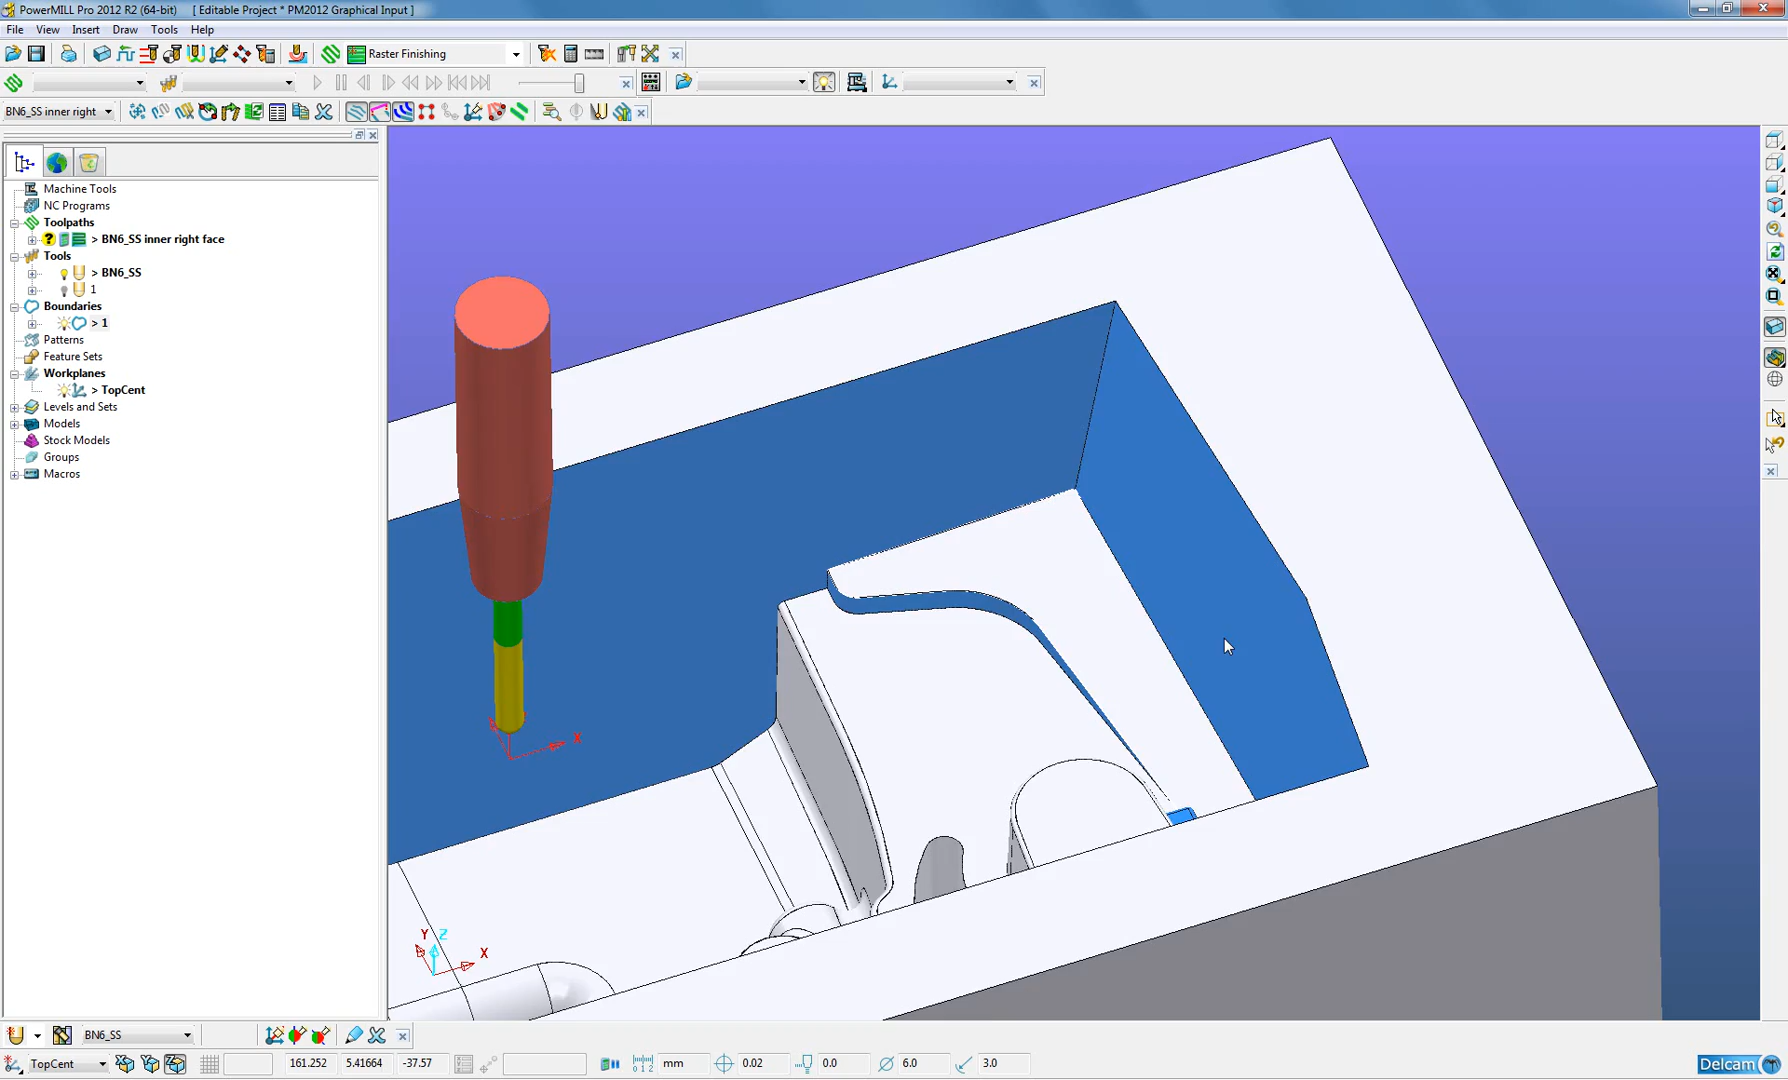 PowerMILL Pro 2012 R2 (64-bit) [ Editable Project * PM2012 Graphical Input ]
File View Insert Draw Tools Help
Raster Finishing
BN6_SS inner right
Machine Tools
NC Programs
Toolpaths
> BN6_SS inner right face
Tools
> BN6_SS
1
Boundaries
> 1
Patterns
Feature Sets
Workplanes
> TopCent
Levels and Sets
Models
Stock Models
Groups
Macros
X
Y Z
X
BN6_SS
TopCent 161.252 5.41664 -37.57 mm 0.02 0.0 6.0 3.0
Delcam